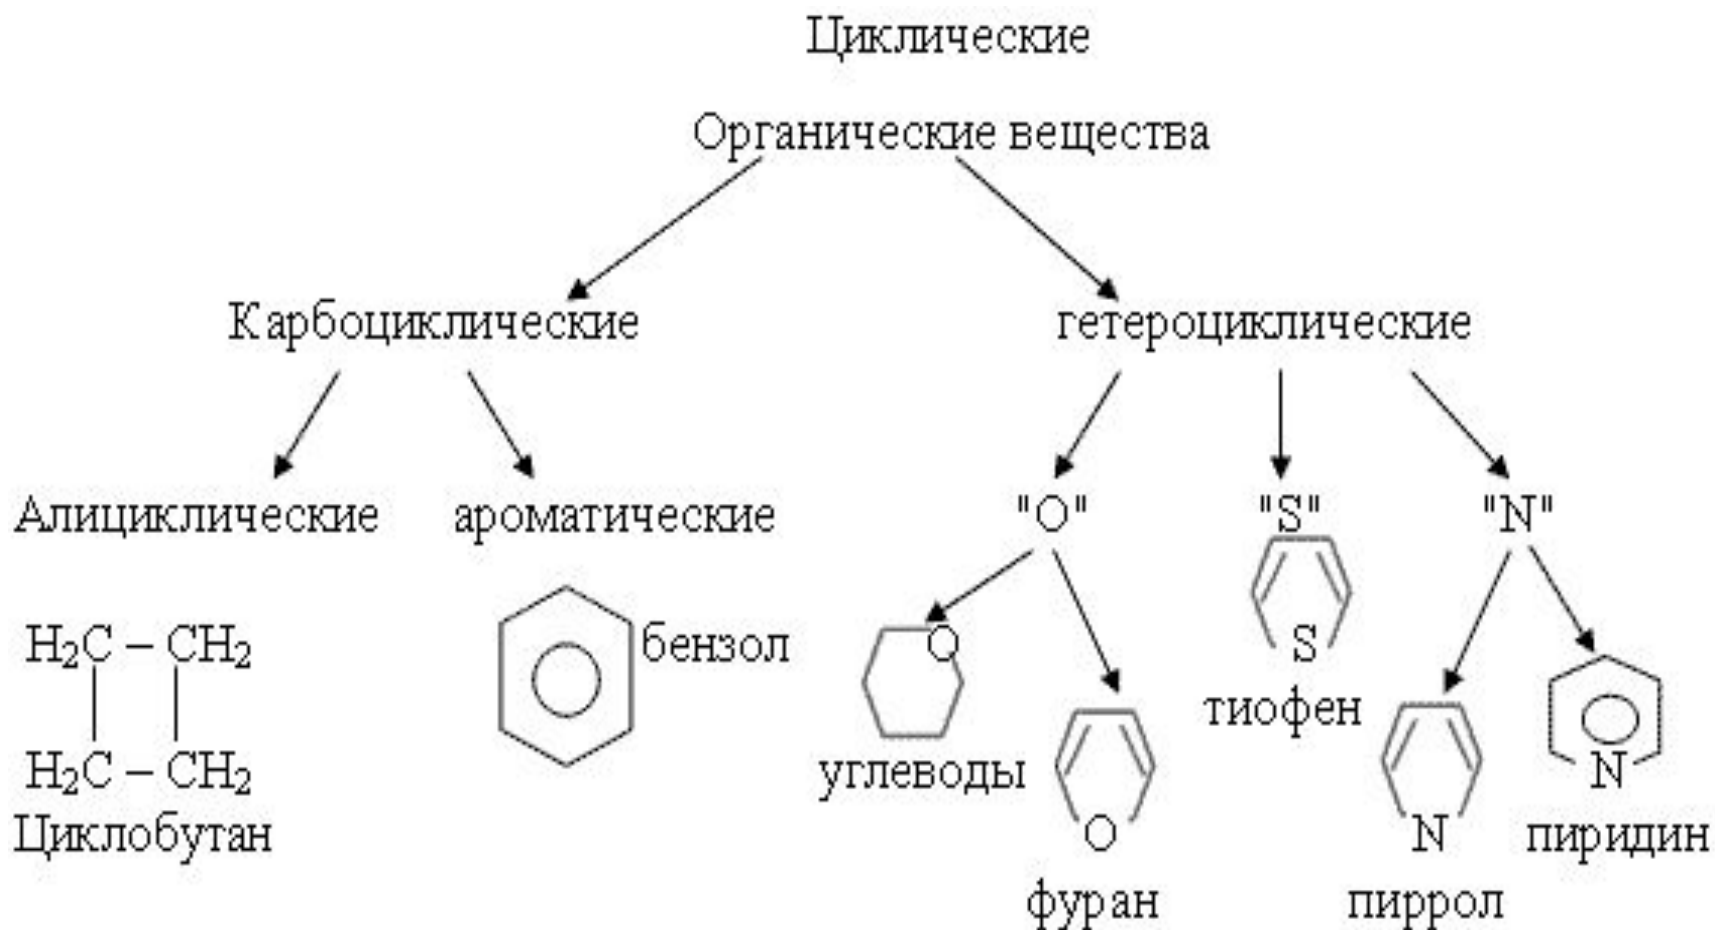 Циклические
Органические вещества
Карбоциклические гетероциклические
Алициклические ароматические "O" "S" "N"
H₂C – CH₂ бензол O S
H₂C – CH₂ углеводы тиофен N
Циклобутан O N пиридин
фуран пиррол